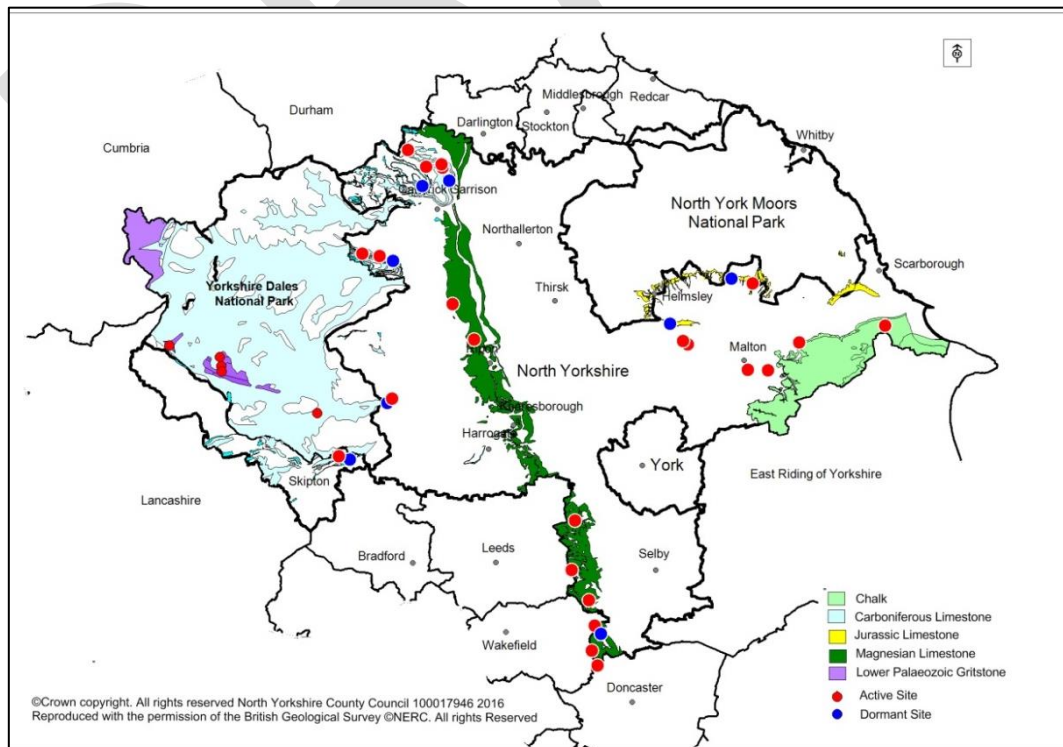 Durham
Middlesbrough
Redcar
Darlington
Stockton
Cumbria
Whitby
Garrison
North York Moors
National Park
Northallerton
Scarborough
Yorkshire Dales
National Park
Thirsk
Helmsley
Malton
North Yorkshire
Knaresborough
York
East Riding of Yorkshire
Skipton
Lancashire
Bradford
Leeds
Selby
Wakefield
Doncaster
Chalk
Carboniferous Limestone
Jurassic Limestone
Magnesian Limestone
Lower Palaeozoic Gritstone
Active Site
Dormant Site
©Crown copyright. All rights reserved North Yorkshire County Council 100017946 2016
Reproduced with the permission of the British Geological Survey ©NERC. All rights Reserved